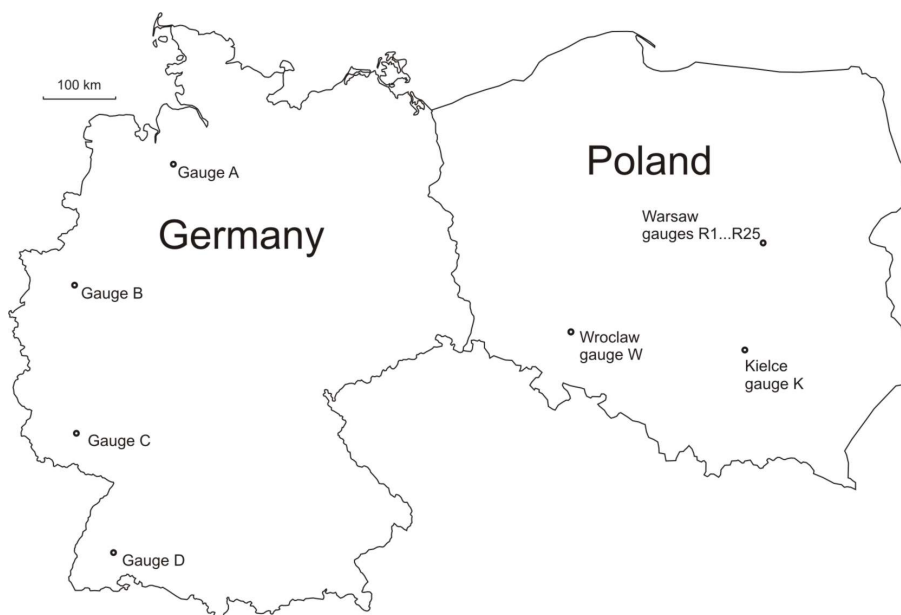 100 km
Gauge A
Germany
Gauge B
Gauge C
Gauge D
Poland
Warsaw
gauges R1...R25
Wroclaw
gauge W
Kielce
gauge K